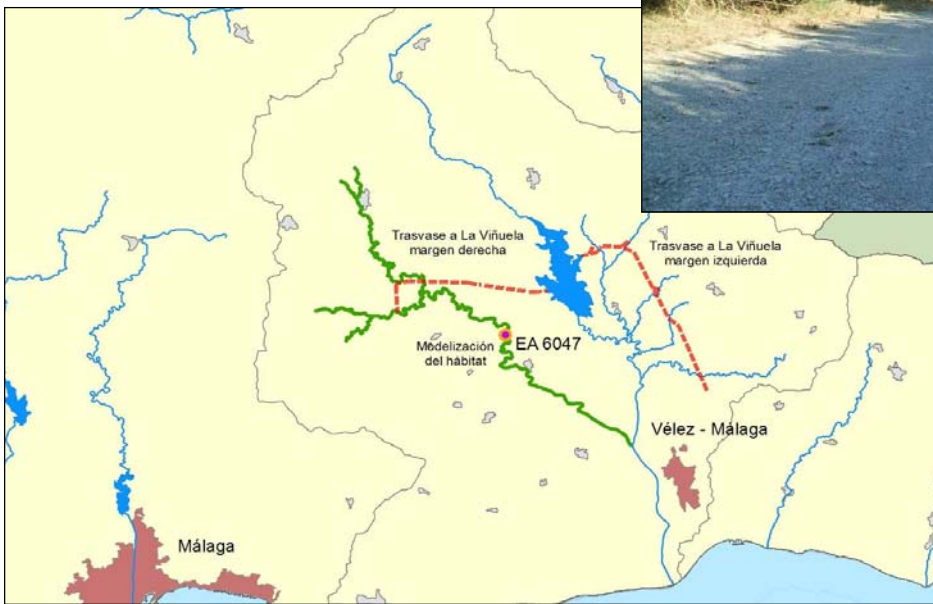 Trasvase a La Viñuela
margen derecha
Trasvase a La Viñuela
margen izquierda
Modelización
del hábitat
EA 6047
Vélez - Málaga
Málaga